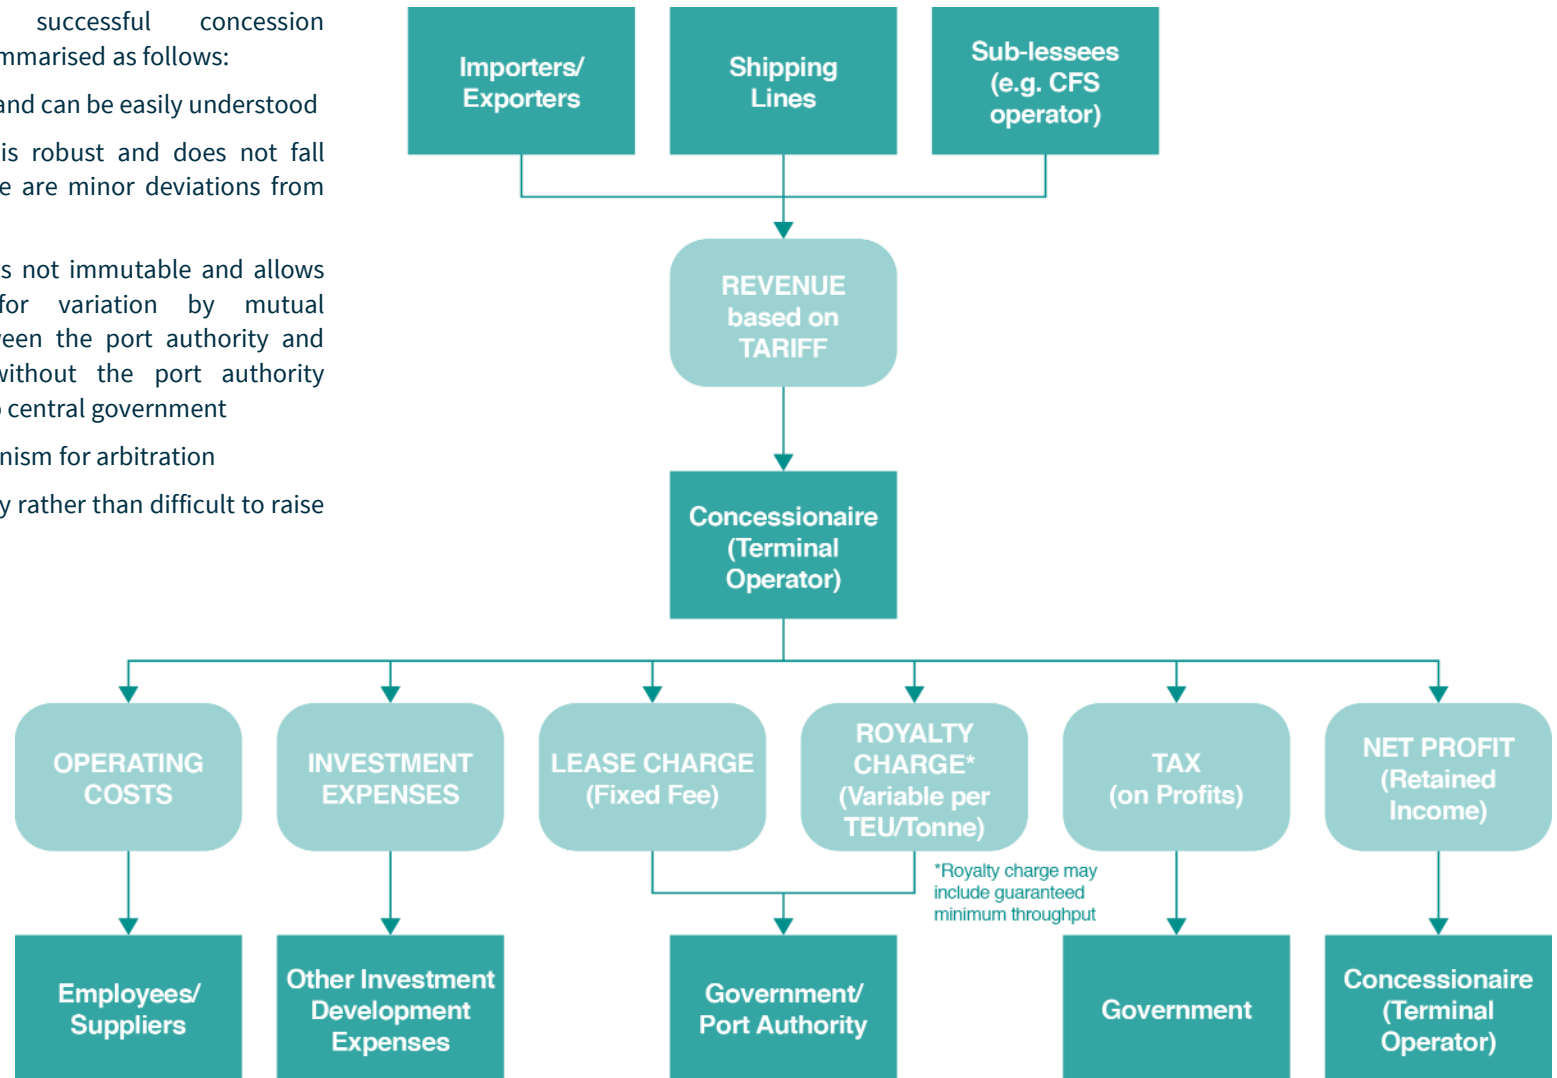 successful concession
mmarised as follows:
and can be easily understood
is robust and does not fall
e are minor deviations from
s not immutable and allows
for variation by mutual
ween the port authority and
without the port authority
o central government
nism for arbitration
y rather than difficult to raise
Importers/
Exporters
Shipping
Lines
Sub-lessees
(e.g. CFS
operator)
REVENUE
based on
TARIFF
Concessionaire
(Terminal
Operator)
OPERATING
COSTS
INVESTMENT
EXPENSES
LEASE CHARGE
(Fixed Fee)
ROYALTY
CHARGE*
(Variable per
TEU/Tonne)
TAX
(on Profits)
NET PROFIT
(Retained
Income)
*Royalty charge may
include guaranteed
minimum throughput
Employees/
Suppliers
Other Investment
Development
Expenses
Government/
Port Authority
Government
Concessionaire
(Terminal
Operator)